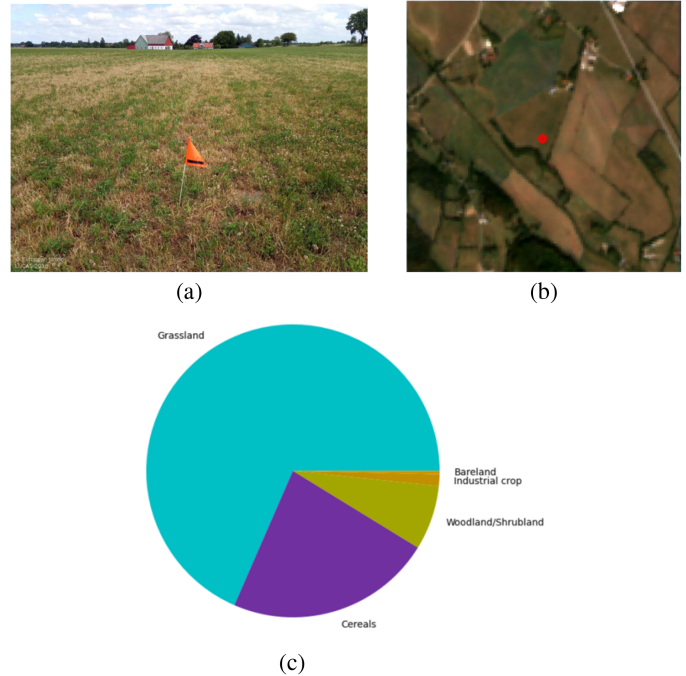 (a)
(b)
Grassland
Bareland
Industrial crop
Woodland/Shrubland
Cereals
(c)